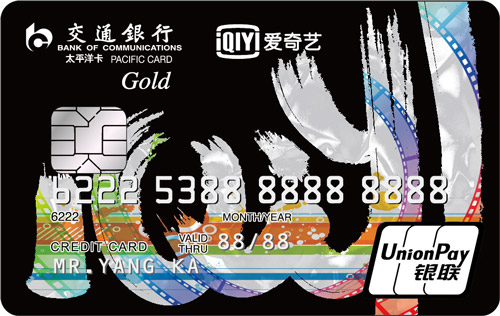 交通銀行
BANK OF COMMUNICATIONS
太平洋卡 PACIFIC CARD
Gold
iQIYI 爱奇艺
6222 5388 8888 8888
6222
MONTH/YEAR
CREDIT CARD
VALID THRU 88/88
MR.YANG KA
UnionPay
银联